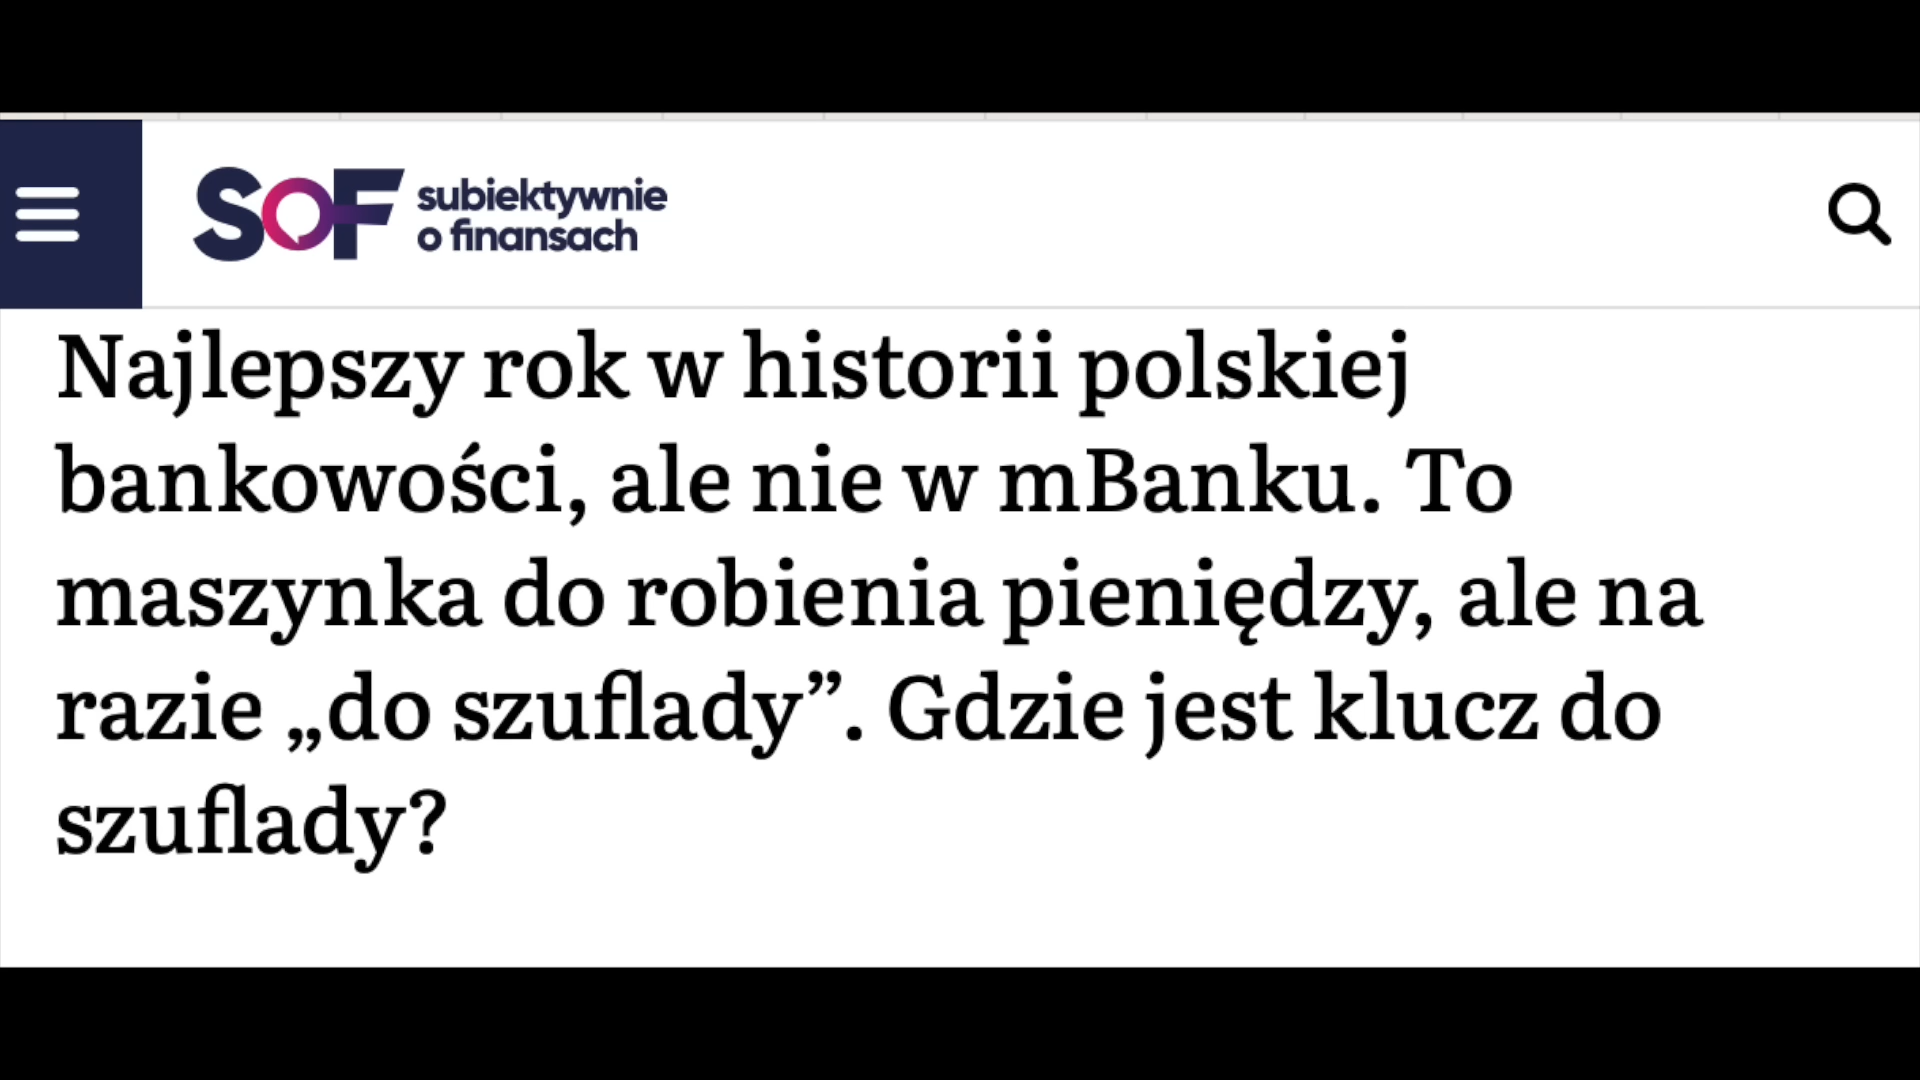 SOF subiektywnie
o finansach
Najlepszy rok w historii polskiej
bankowości, ale nie w mBanku. To
maszynka do robienia pieniędzy, ale na
razie „do szuflady”. Gdzie jest klucz do
szuflady?